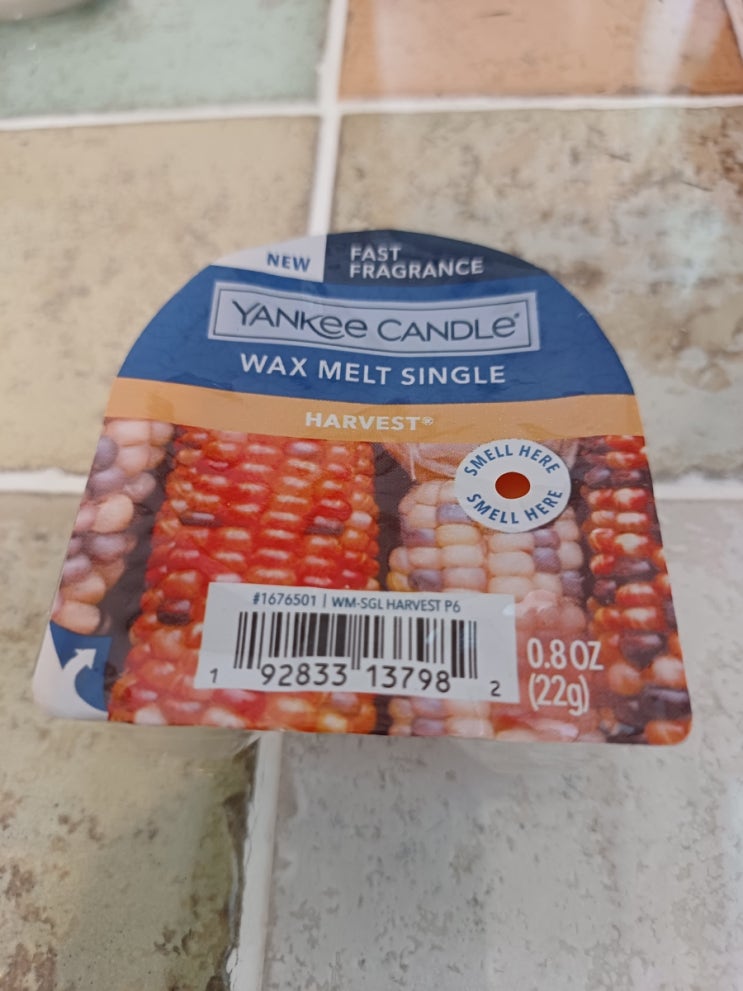 NEW
FAST
FRAGRANCE
YANKee CANDLe®
WAX MELT SINGLE
HARVEST®
SMELL HERE
SMELL HERE
#1676501 | WM-SGL HARVEST P6
1 92833 13798 2
0.8 OZ
(22g)